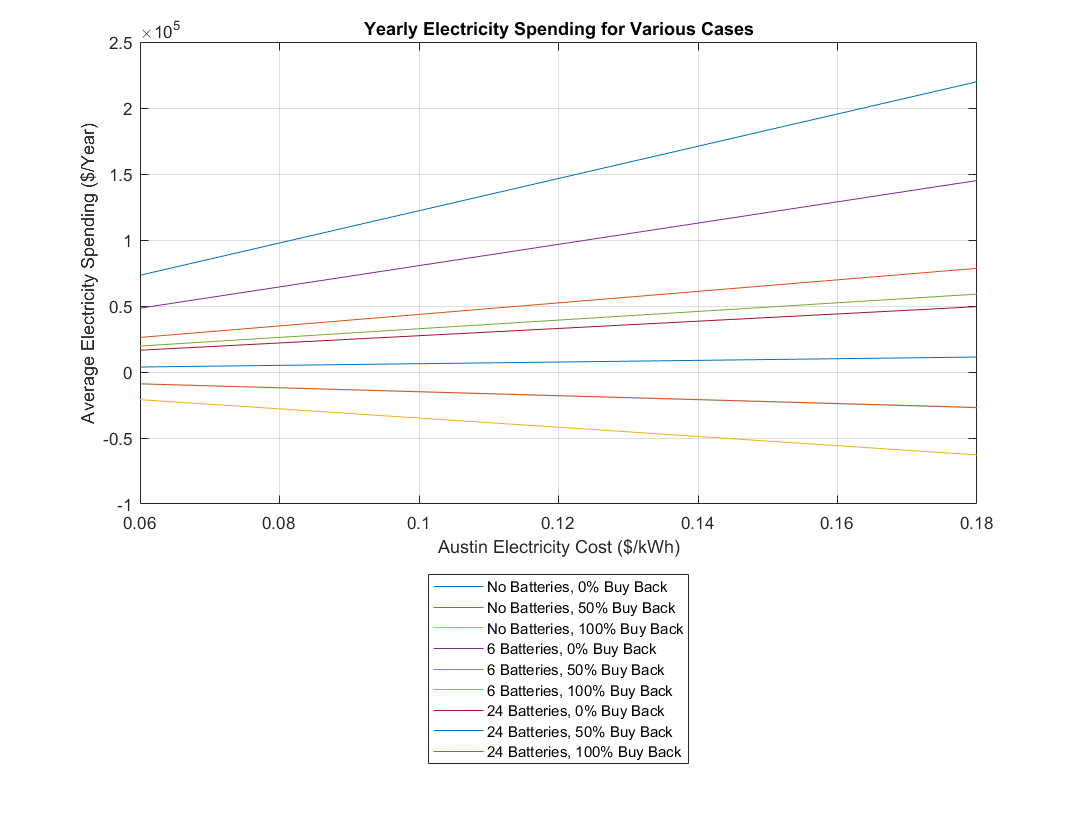 Yearly Electricity Spending for Various Cases
×10⁵
2.5
2
1.5
1
0.5
0
-0.5
-1
Average Electricity Spending ($/Year)
0.06 0.08 0.1 0.12 0.14 0.16 0.18
Austin Electricity Cost ($/kWh)
No Batteries, 0% Buy Back
No Batteries, 50% Buy Back
No Batteries, 100% Buy Back
6 Batteries, 0% Buy Back
6 Batteries, 50% Buy Back
6 Batteries, 100% Buy Back
24 Batteries, 0% Buy Back
24 Batteries, 50% Buy Back
24 Batteries, 100% Buy Back